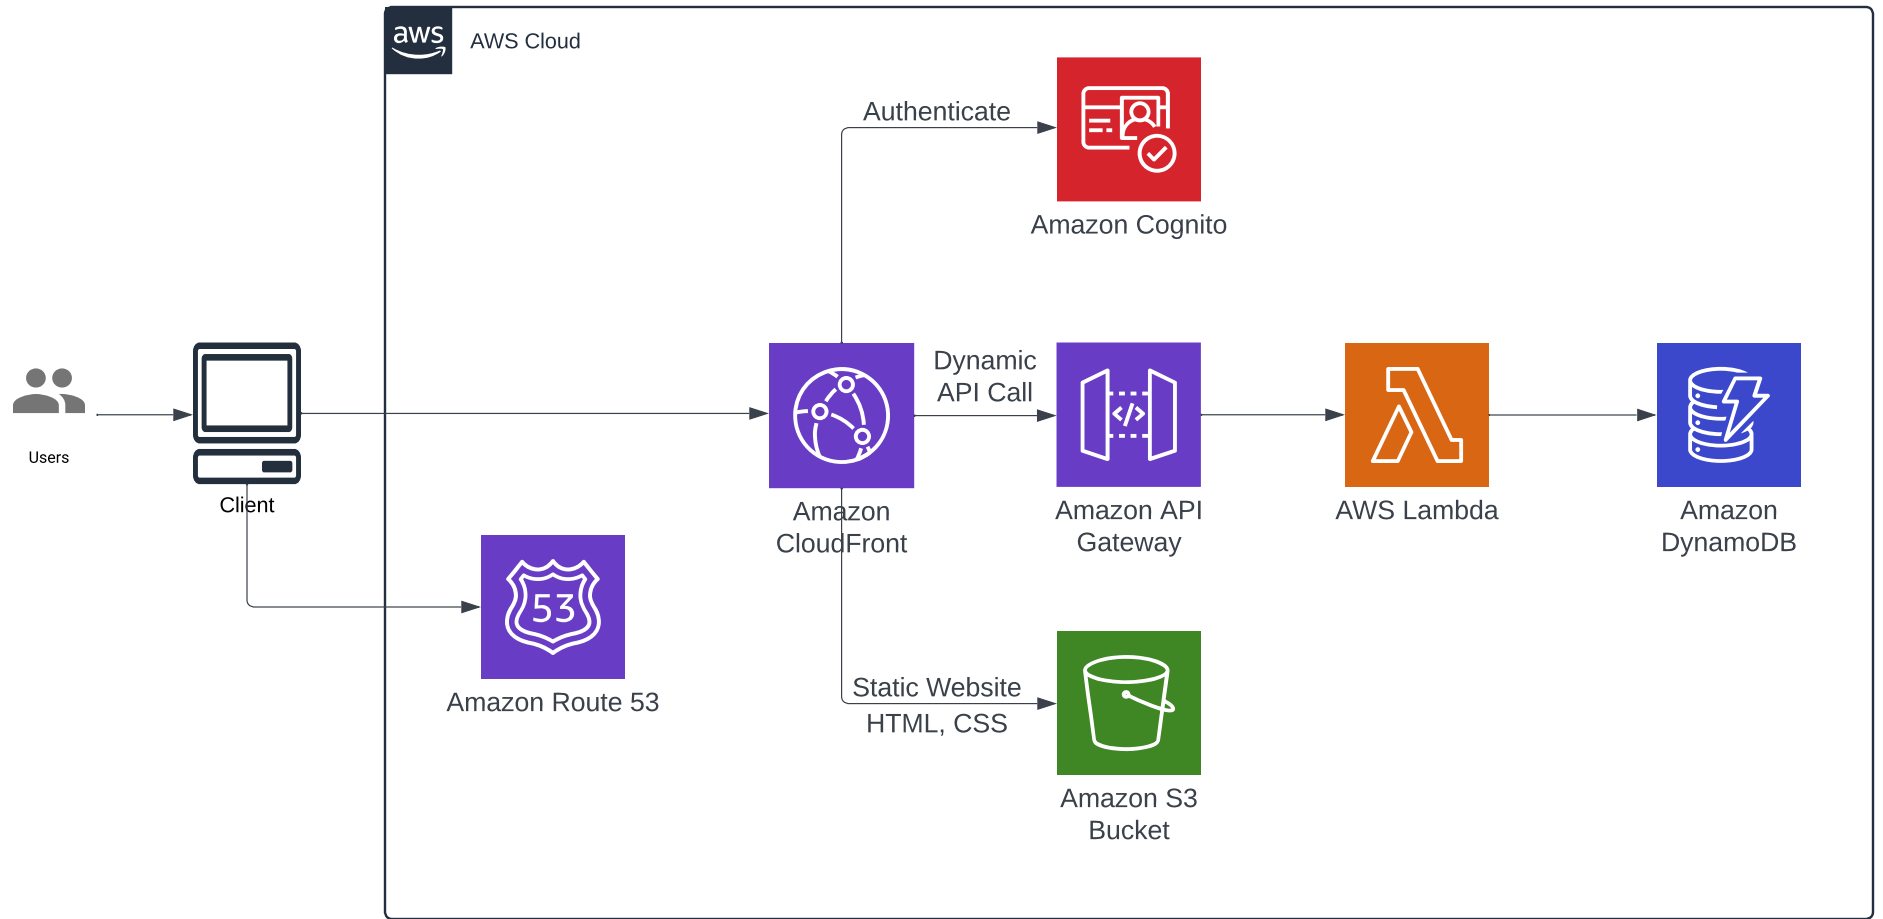 aws
AWS Cloud
Authenticate
Amazon Cognito
Users
Client
Dynamic
API Call
Amazon
CloudFront
Amazon API
Gateway
AWS Lambda
Amazon
DynamoDB
53
Amazon Route 53
Static Website
HTML, CSS
Amazon S3
Bucket